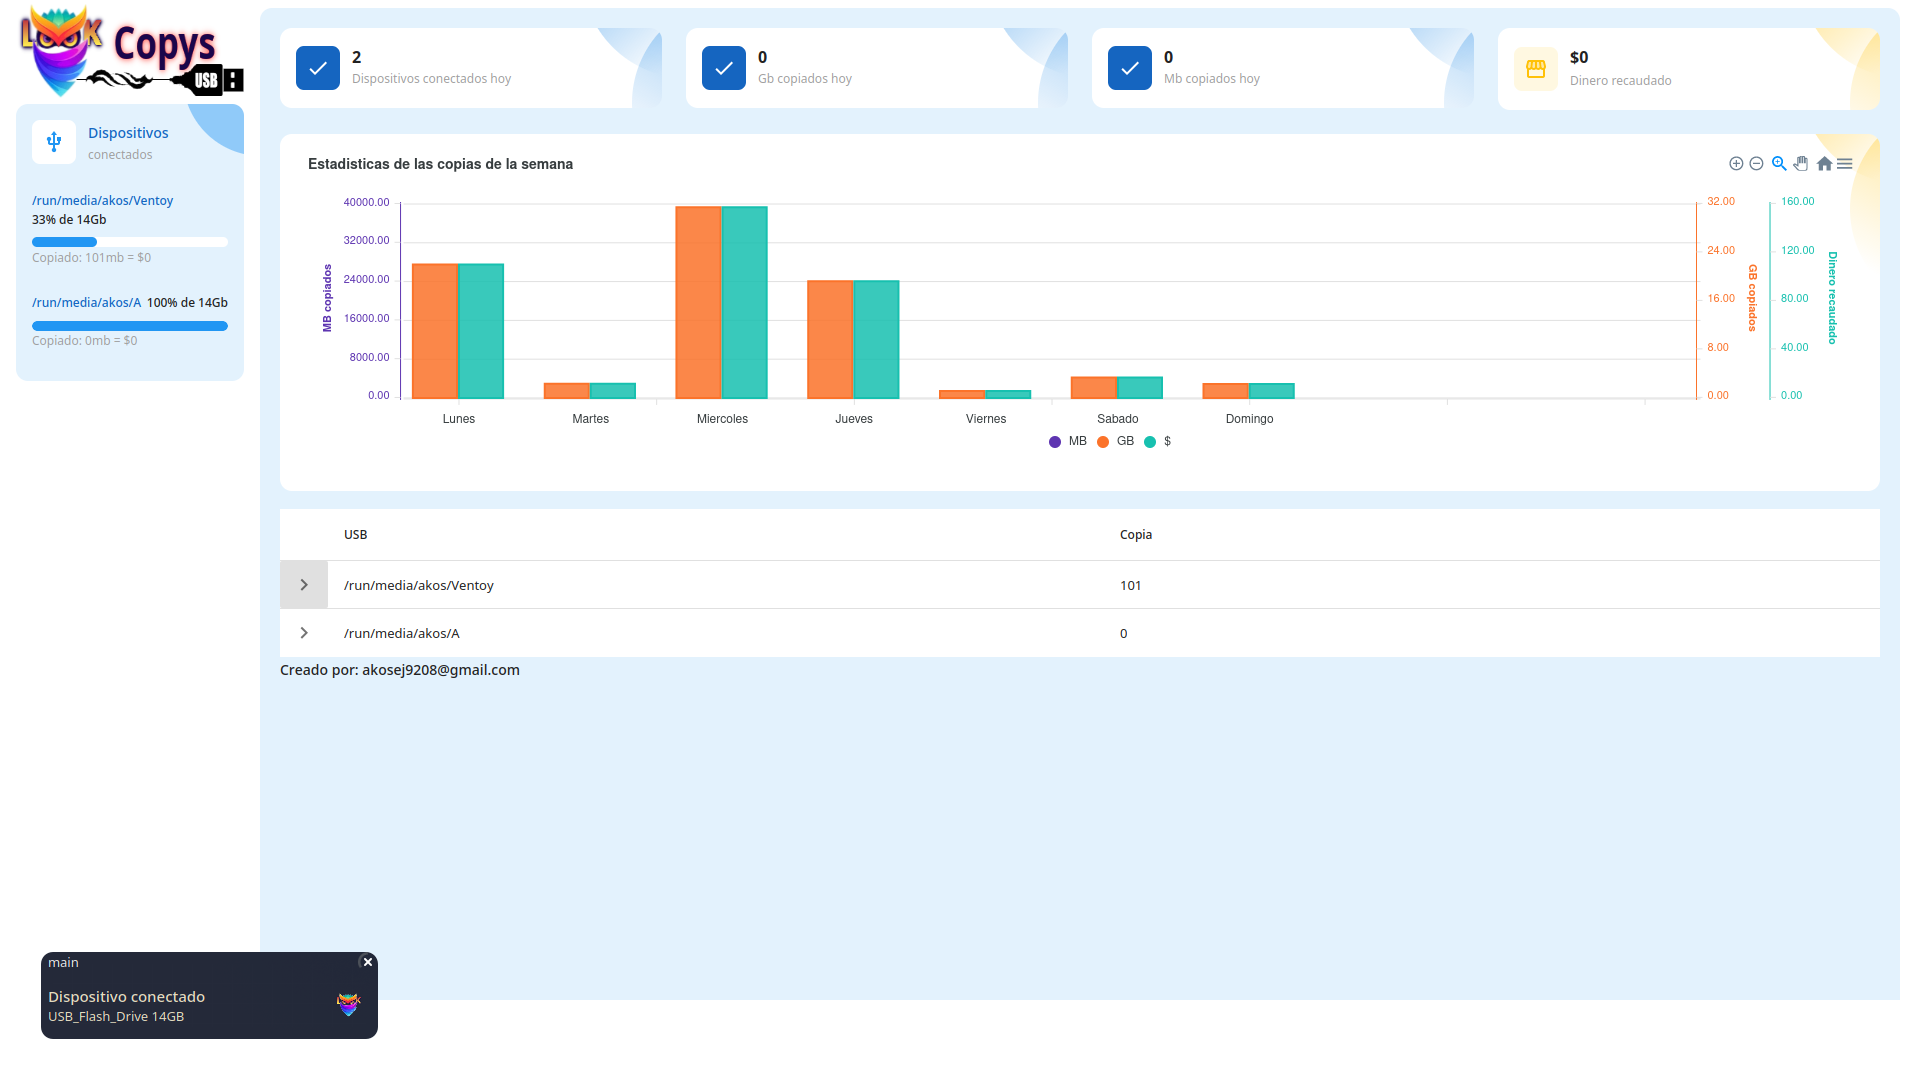 LOOK Copys
USB
Dispositivos
conectados
/run/media/akos/Ventoy
33% de 14Gb
Copiado: 101mb = $0
/run/media/akos/A 100% de 14Gb
Copiado: 0mb = $0
2
Dispositivos conectados hoy
0
Gb copiados hoy
0
Mb copiados hoy
$0
Dinero recaudado
Estadisticas de las copias de la semana
MB copiados
40000.00
32000.00
24000.00
16000.00
8000.00
0.00
Lunes Martes Miercoles Jueves Viernes Sabado Domingo
32.00
24.00
16.00
8.00
0.00
GB copiados
160.00
120.00
80.00
40.00
0.00
Dinero recaudado
MB GB $
USB Copia
/run/media/akos/Ventoy 101
/run/media/akos/A 0
Creado por: akosej9208@gmail.com
main
Dispositivo conectado
USB_Flash_Drive 14GB